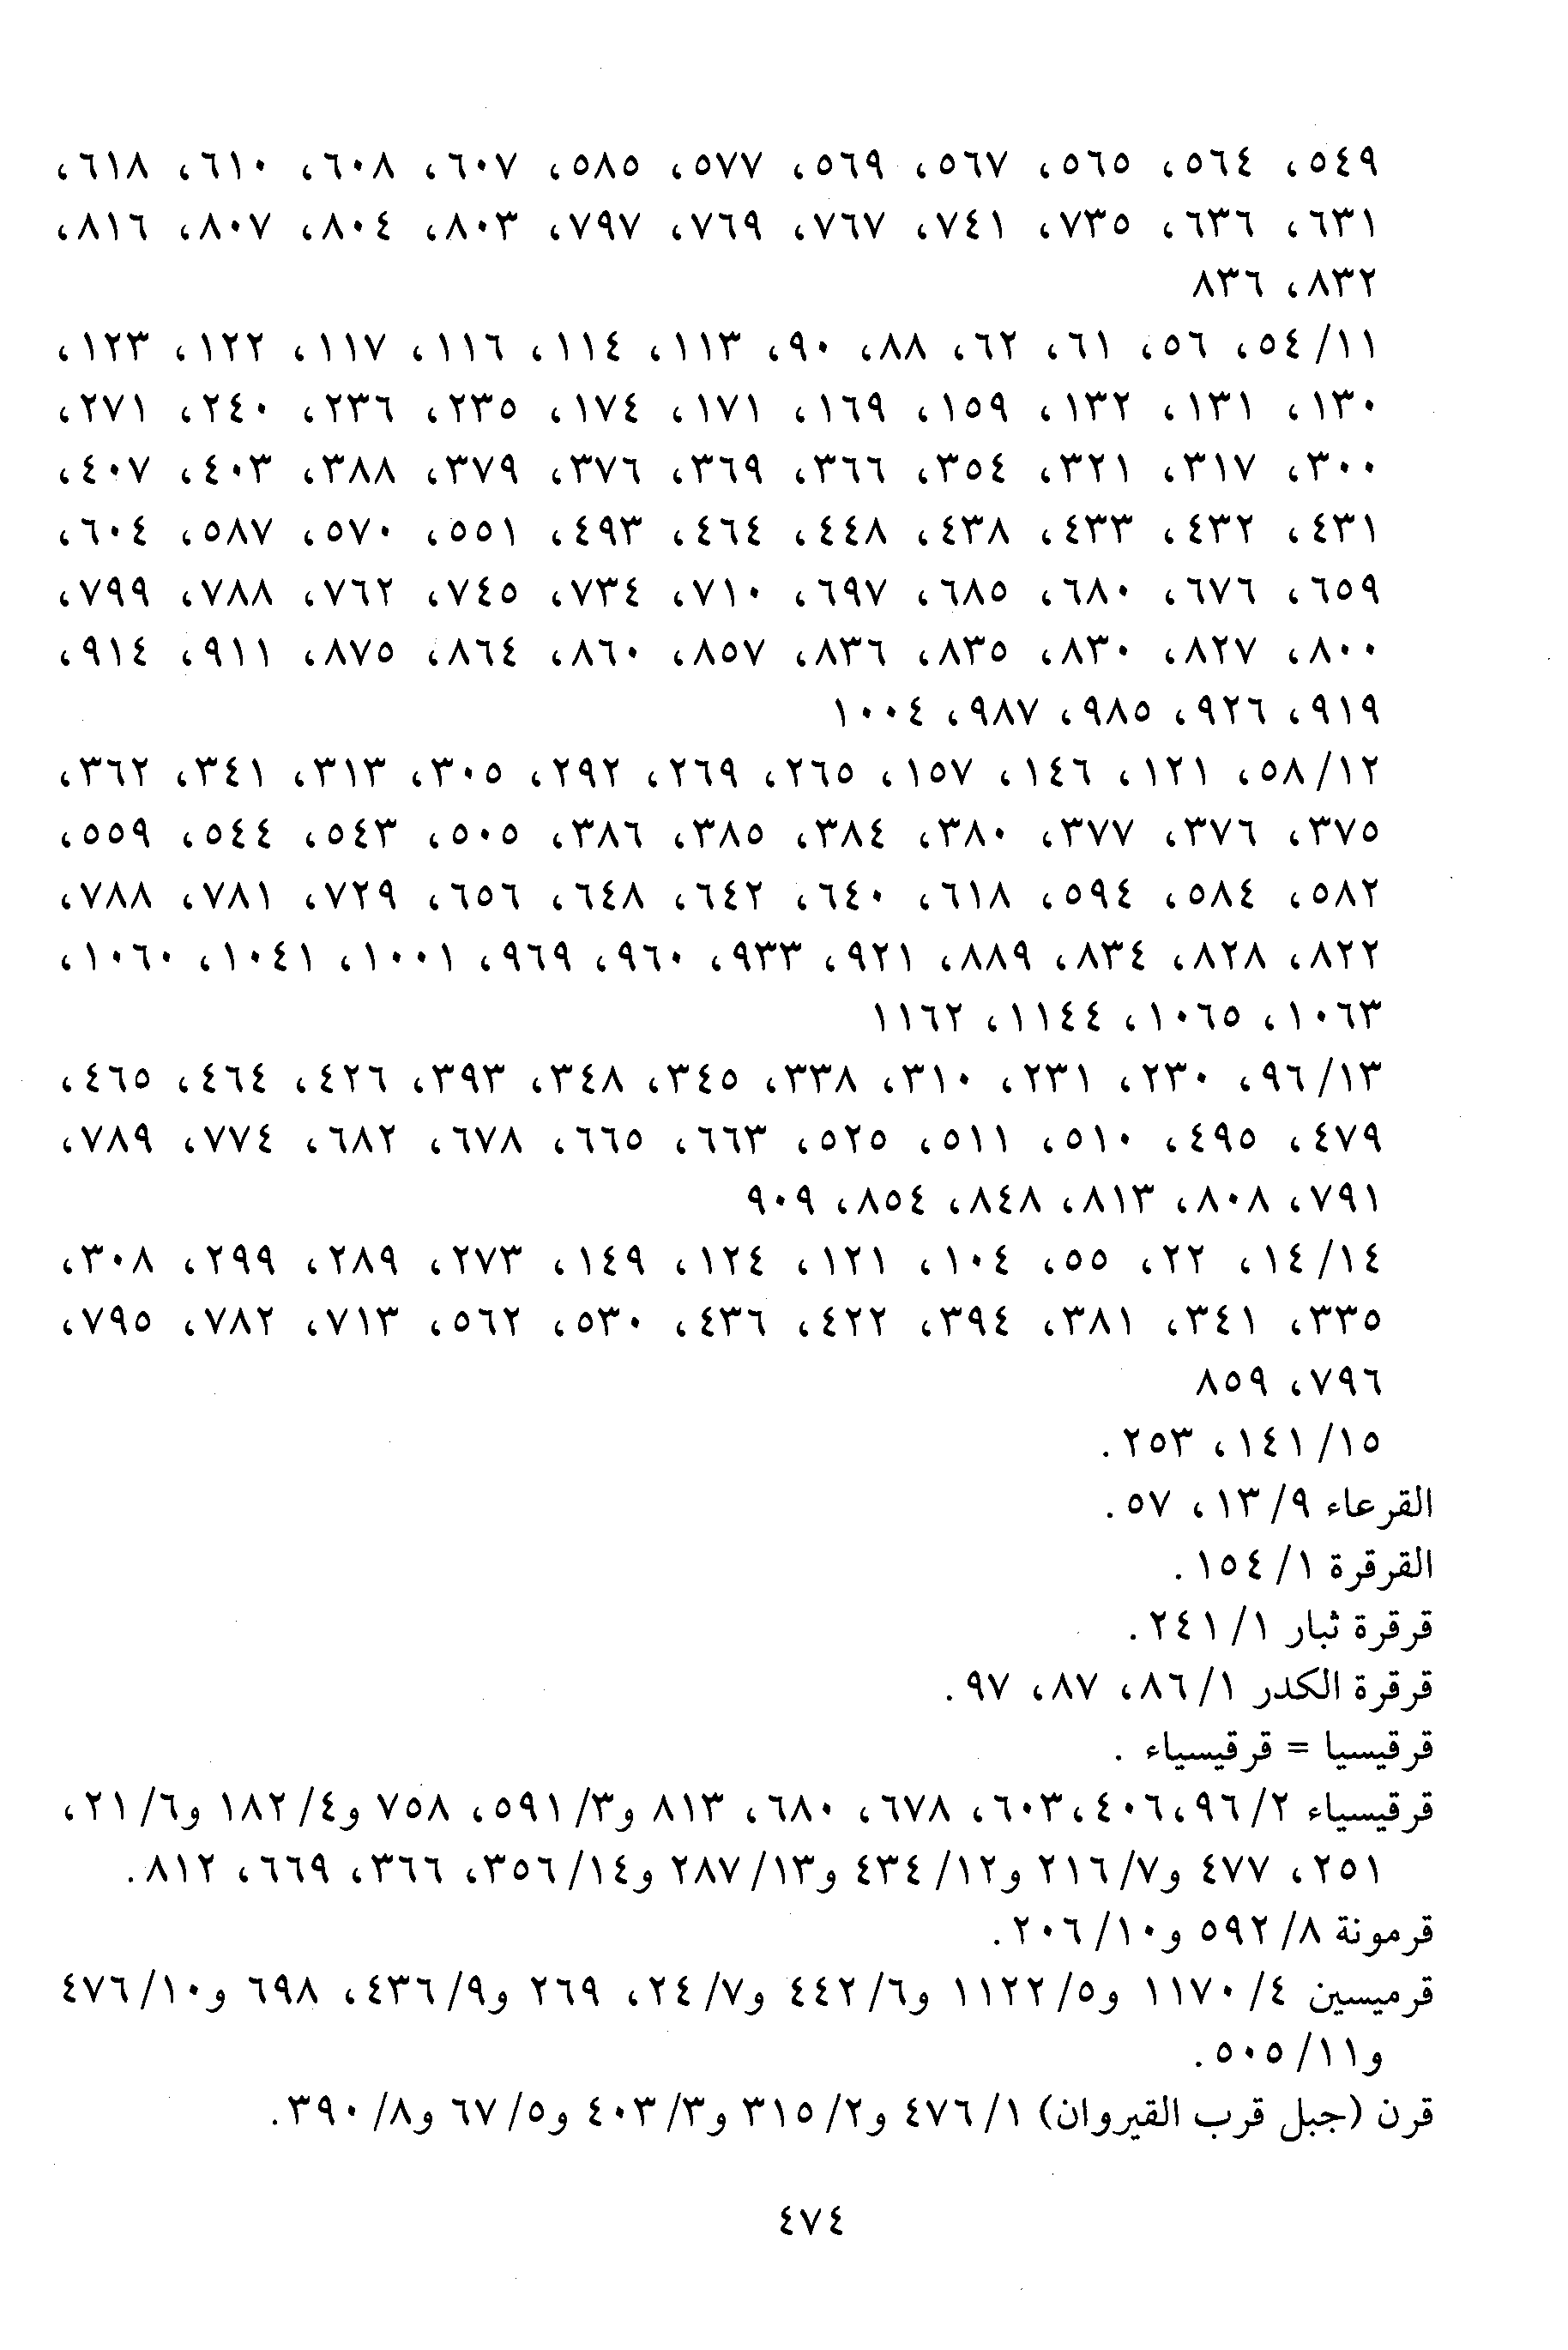 ٥٤٩، ٥٦٤، ٥٦٥، ٥٦٧، ٥٦٩، ٥٧٧، ٥٨٥، ٦٠٧، ٦٠٨، ٦١٠، ٦١٨،
٦٣١، ٦٣٦، ٧٣٥، ٧٤١، ٧٦٧، ٧٦٩، ٧٩٧، ٨٠٣، ٨٠٤، ٨٠٧، ٨١٦،
٨٣٢، ٨٣٦
١١/ ٥٤، ٥٦، ٦١، ٦٢، ٨٨، ٩٠، ١١٣، ١١٤، ١١٦، ١١٧، ١٢٢، ١٢٣،
١٣٠، ١٣١، ١٣٢، ١٥٩، ١٦٩، ١٧١، ١٧٤، ٢٣٥، ٢٣٦، ٢٤٠، ٢٧١،
٣٠٠، ٣١٧، ٣٢١، ٣٥٤، ٣٦٦، ٣٦٩، ٣٧٦، ٣٧٩، ٣٨٨، ٤٠٣، ٤٠٧،
٤٣١، ٤٣٢، ٤٣٣، ٤٣٨، ٤٤٨، ٤٦٤، ٤٩٣، ٥٥١، ٥٧٠، ٥٨٧، ٦٠٤،
٦٥٩، ٦٧٦، ٦٨٠، ٦٨٥، ٦٩٧، ٧١٠، ٧٣٤، ٧٤٥، ٧٦٢، ٧٨٨، ٧٩٩،
٨٠٠، ٨٢٧، ٨٣٠، ٨٣٥، ٨٣٦، ٨٥٧، ٨٦٠، ٨٦٤، ٨٧٥، ٩١١، ٩١٤،
٩١٩، ٩٢٦، ٩٨٥، ٩٨٧، ١٠٠٤
١٢/ ٥٨، ١٢١، ١٤٦، ١٥٧، ٢٦٥، ٢٦٩، ٢٩٢، ٣٠٥، ٣١٣، ٣٤١، ٣٦٢،
٣٧٥، ٣٧٦، ٣٧٧، ٣٨٠، ٣٨٤، ٣٨٥، ٣٨٦، ٥٠٥، ٥٤٣، ٥٤٤، ٥٥٩،
٥٨٢، ٥٨٤، ٥٩٤، ٦١٨، ٦٤٠، ٦٤٢، ٦٤٨، ٦٥٦، ٧٢٩، ٧٨١، ٧٨٨،
٨٢٢، ٨٢٨، ٨٣٤، ٨٨٩، ٩٢١، ٩٣٣، ٩٦٠، ٩٦٩، ١٠٠١، ١٠٤١، ١٠٦٠،
١٠٦٣، ١٠٦٥، ١١٤٤، ١١٦٢
١٣/ ٩٦، ٢٣٠، ٢٣١، ٣١٠، ٣٣٨، ٣٤٥، ٣٤٨، ٣٩٣، ٤٢٦، ٤٦٤، ٤٦٥،
٤٧٩، ٤٩٥، ٥١٠، ٥١١، ٥٢٥، ٦٦٣، ٦٦٥، ٦٧٨، ٦٨٢، ٧٧٤، ٧٨٩،
٧٩١، ٨٠٨، ٨١٣، ٨٤٨، ٨٥٤، ٩٠٩
١٤/ ١٤، ٢٢، ٥٥، ١٠٤، ١٢١، ١٢٤، ١٤٩، ٢٧٣، ٢٨٩، ٢٩٩، ٣٠٨،
٣٣٥، ٣٤١، ٣٨١، ٣٩٤، ٤٢٢، ٤٣٦، ٥٣٠، ٥٦٢، ٧١٣، ٧٨٢، ٧٩٥،
٧٩٦، ٨٥٩
١٥/ ١٤١، ٢٥٣.
القرعاء ٩/ ١٣، ٥٧.
القرقرة ١/ ١٥٤.
قرقرة ثبار ١/ ٢٤١.
قرقرة الكدر ١/ ٨٦، ٨٧، ٩٧.
قرقيسيا = قرقيسياء .
قرقيسياء ٢/ ٩٦، ٤٠٦، ٦٠٣، ٦٧٨، ٦٨٠، ٨١٣ و٣/ ٥٩١، ٧٥٨ و٤/ ١٨٢ و٦/ ٢١،
٢٥١، ٤٧٧ و٧/ ٢١٦ و١٢/ ٤٣٤ و١٣/ ٢٨٧ و١٤/ ٣٥٦، ٣٦٦، ٦٦٩، ٨١٢.
قرمونة ٨/ ٥٩٢ و١٠/ ٢٠٦.
قرميسين ٤/ ١١٧٠ و٥/ ١١٢٢ و٦/ ٤٤٢ و٧/ ٢٤، ٢٦٩ و٩/ ٤٣٦، ٦٩٨ و١٠/ ٤٧٦
و١١/ ٥٠٥.
قرن (جبل قرب القيروان) ١/ ٤٧٦ و٢/ ٣١٥ و٣/ ٤٠٣ و٥/ ٦٧ و٨/ ٣٩٠.
٤٧٤